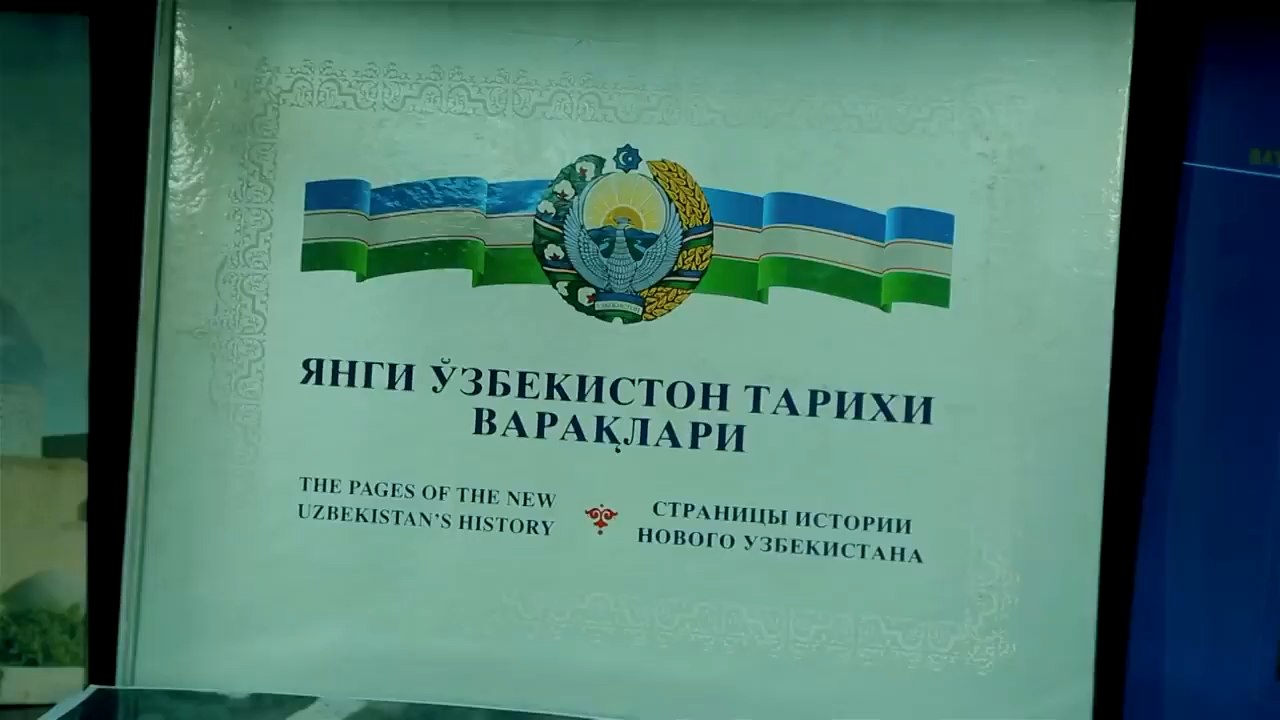 ЯНГИ ЎЗБЕКИСТОН ТАРИХИ
ВАРАҚЛАРИ
THE PAGES OF THE NEW
UZBEKISTAN'S HISTORY
СТРАНИЦЫ ИСТОРИИ
НОВОГО УЗБЕКИСТАНА